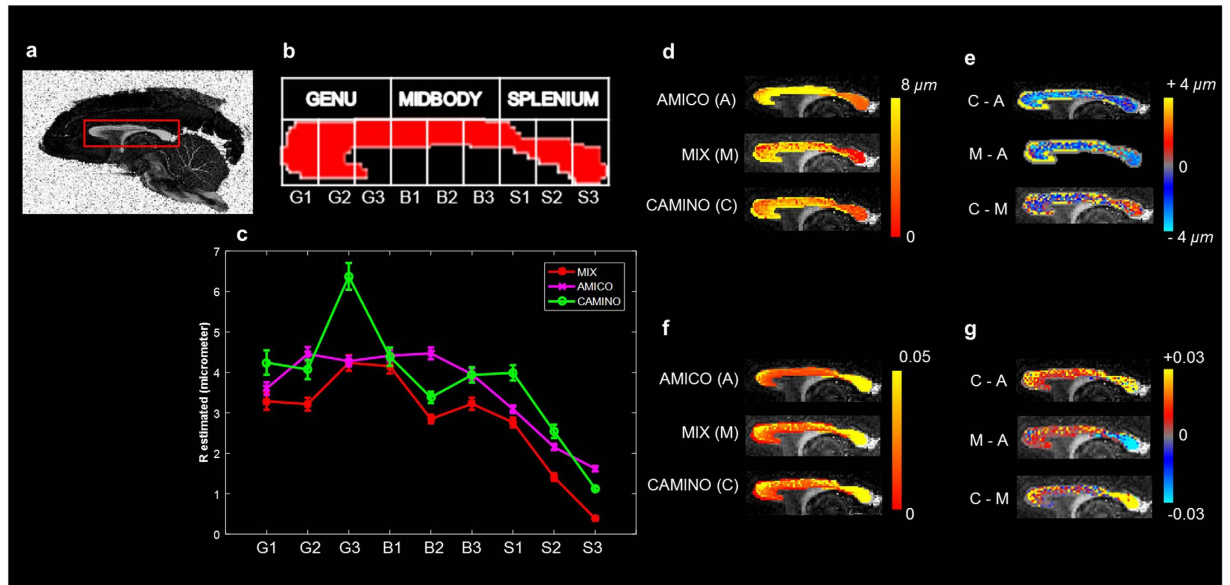 a
b
GENU MIDBODY SPLENIUM
G1 G2 G3 B1 B2 B3 S1 S2 S3
c
R estimated (micrometer)
7
6
5
4
3
2
1
0
MIX
AMICO
CAMINO
G1 G2 G3 B1 B2 B3 S1 S2 S3
d
8 µm
AMICO (A)
MIX (M)
CAMINO (C)
0
e
+ 4 µm
C - A
M - A
0
C - M
- 4 µm
f
0.05
AMICO (A)
MIX (M)
CAMINO (C)
0
g
+0.03
C - A
M - A
0
C - M
-0.03